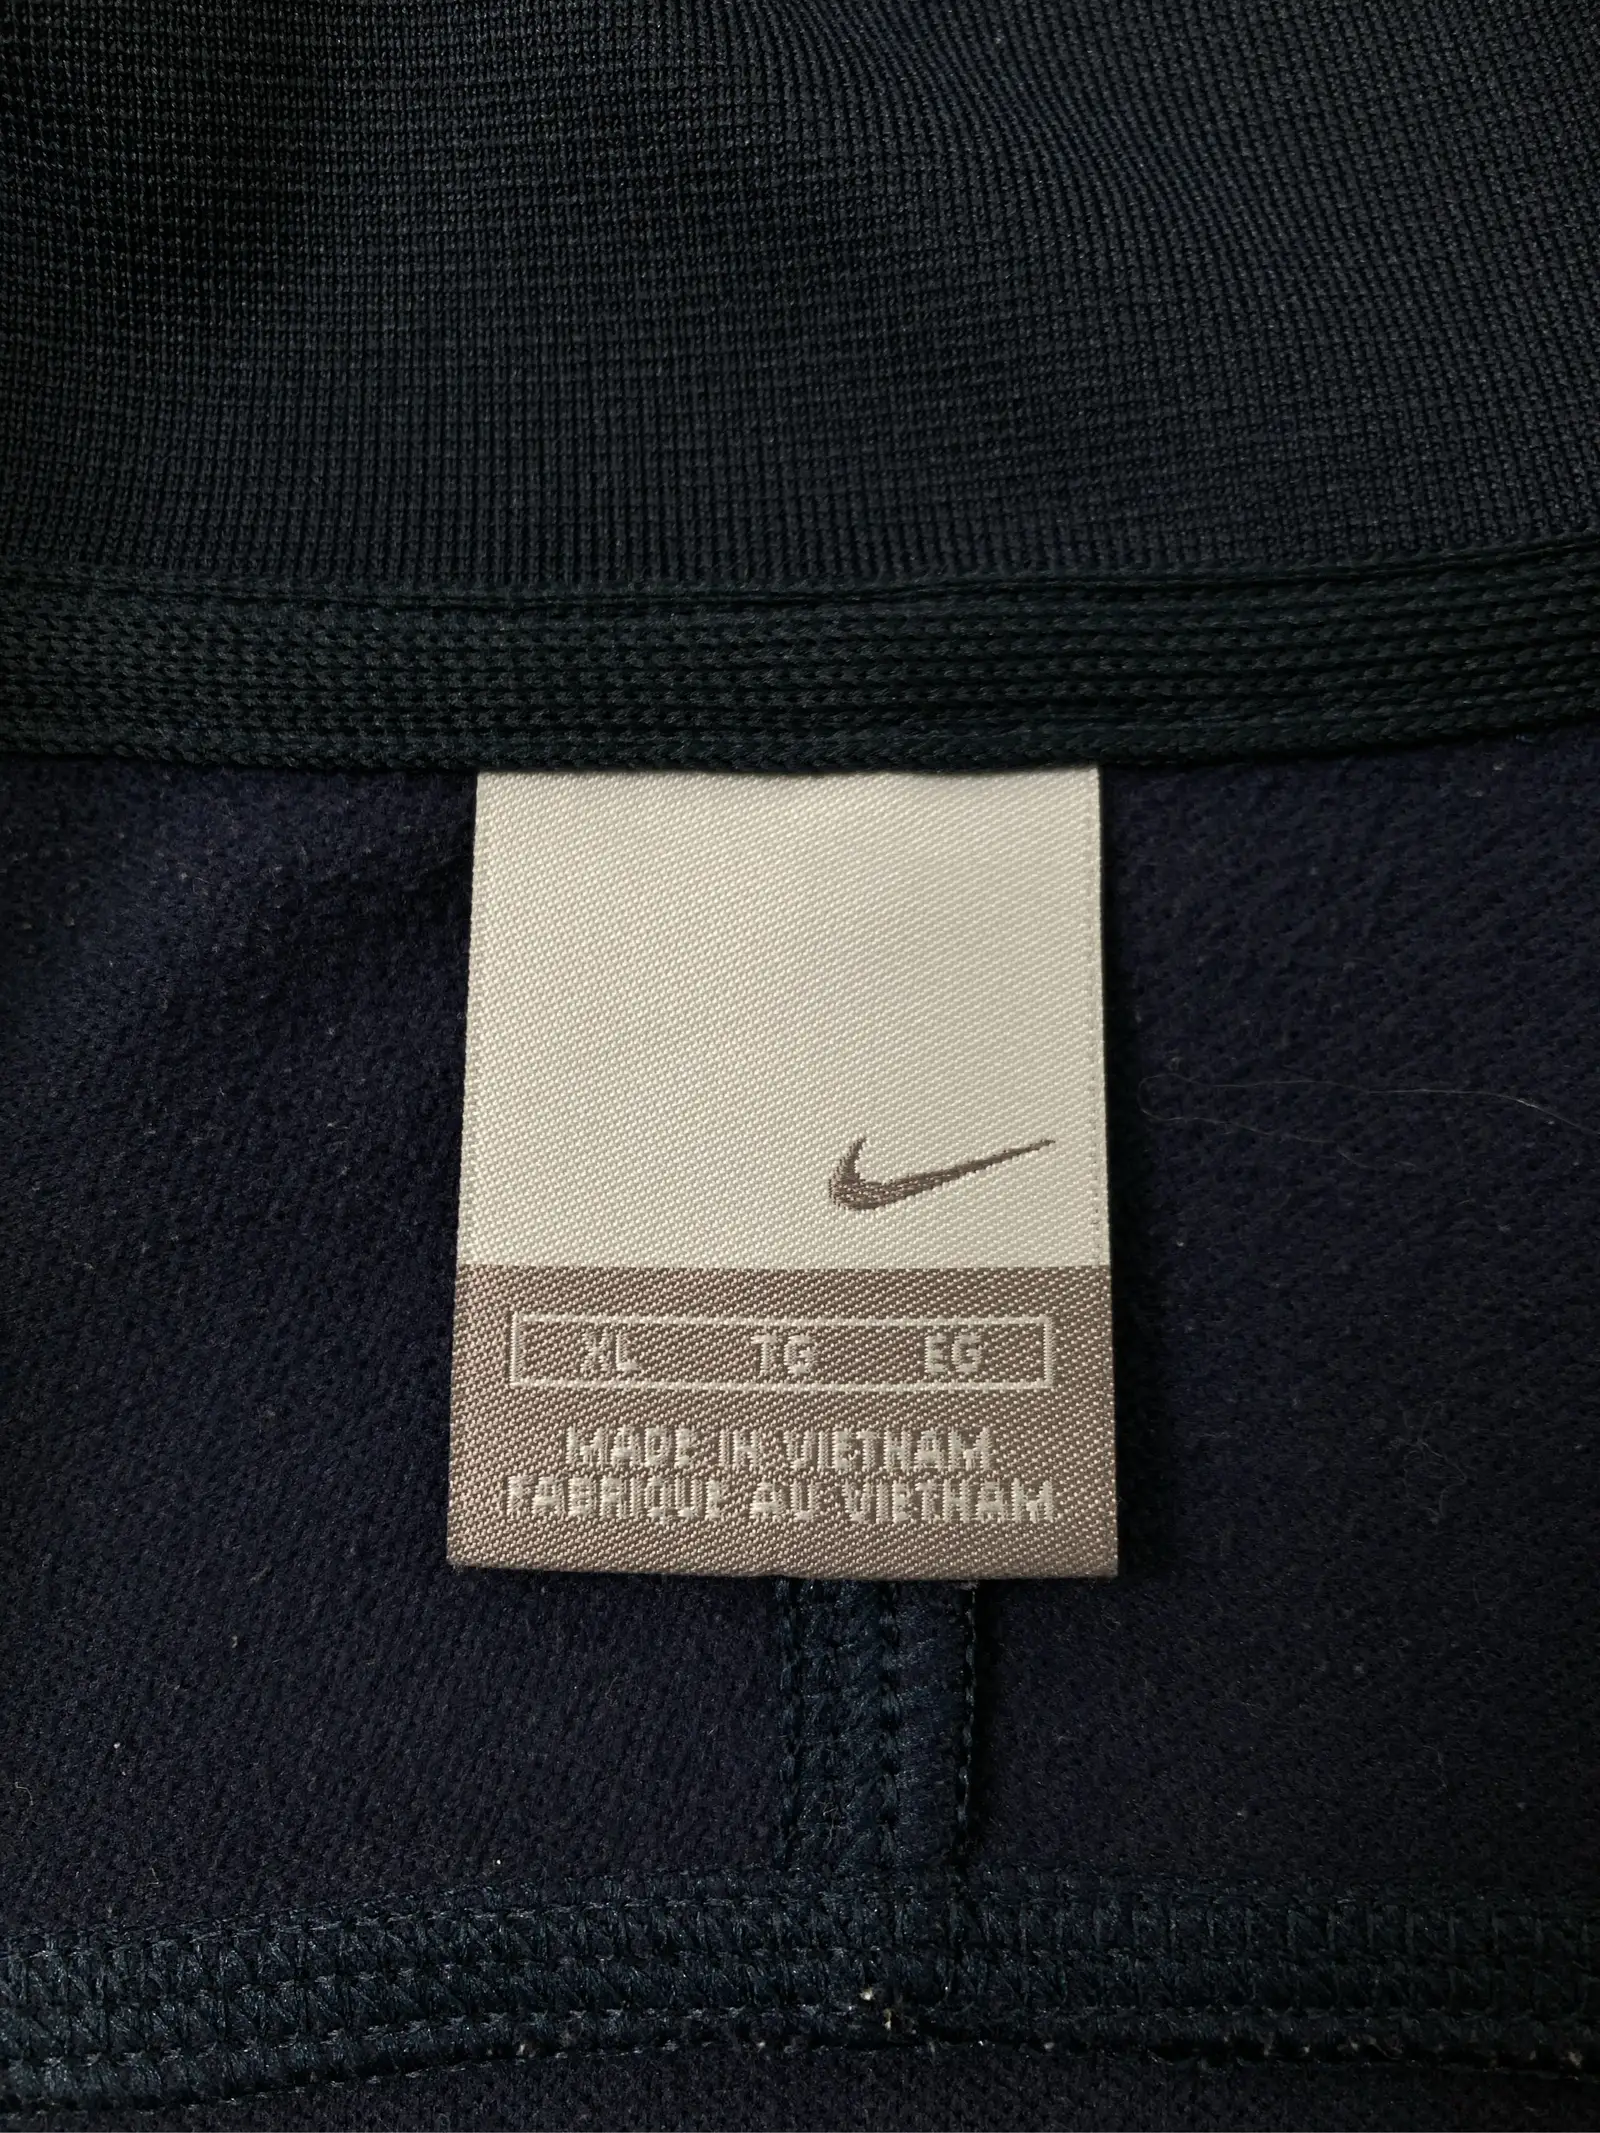 XL TG EG
MADE IN VIETNAM
FABRIQUE AU VIETNAM